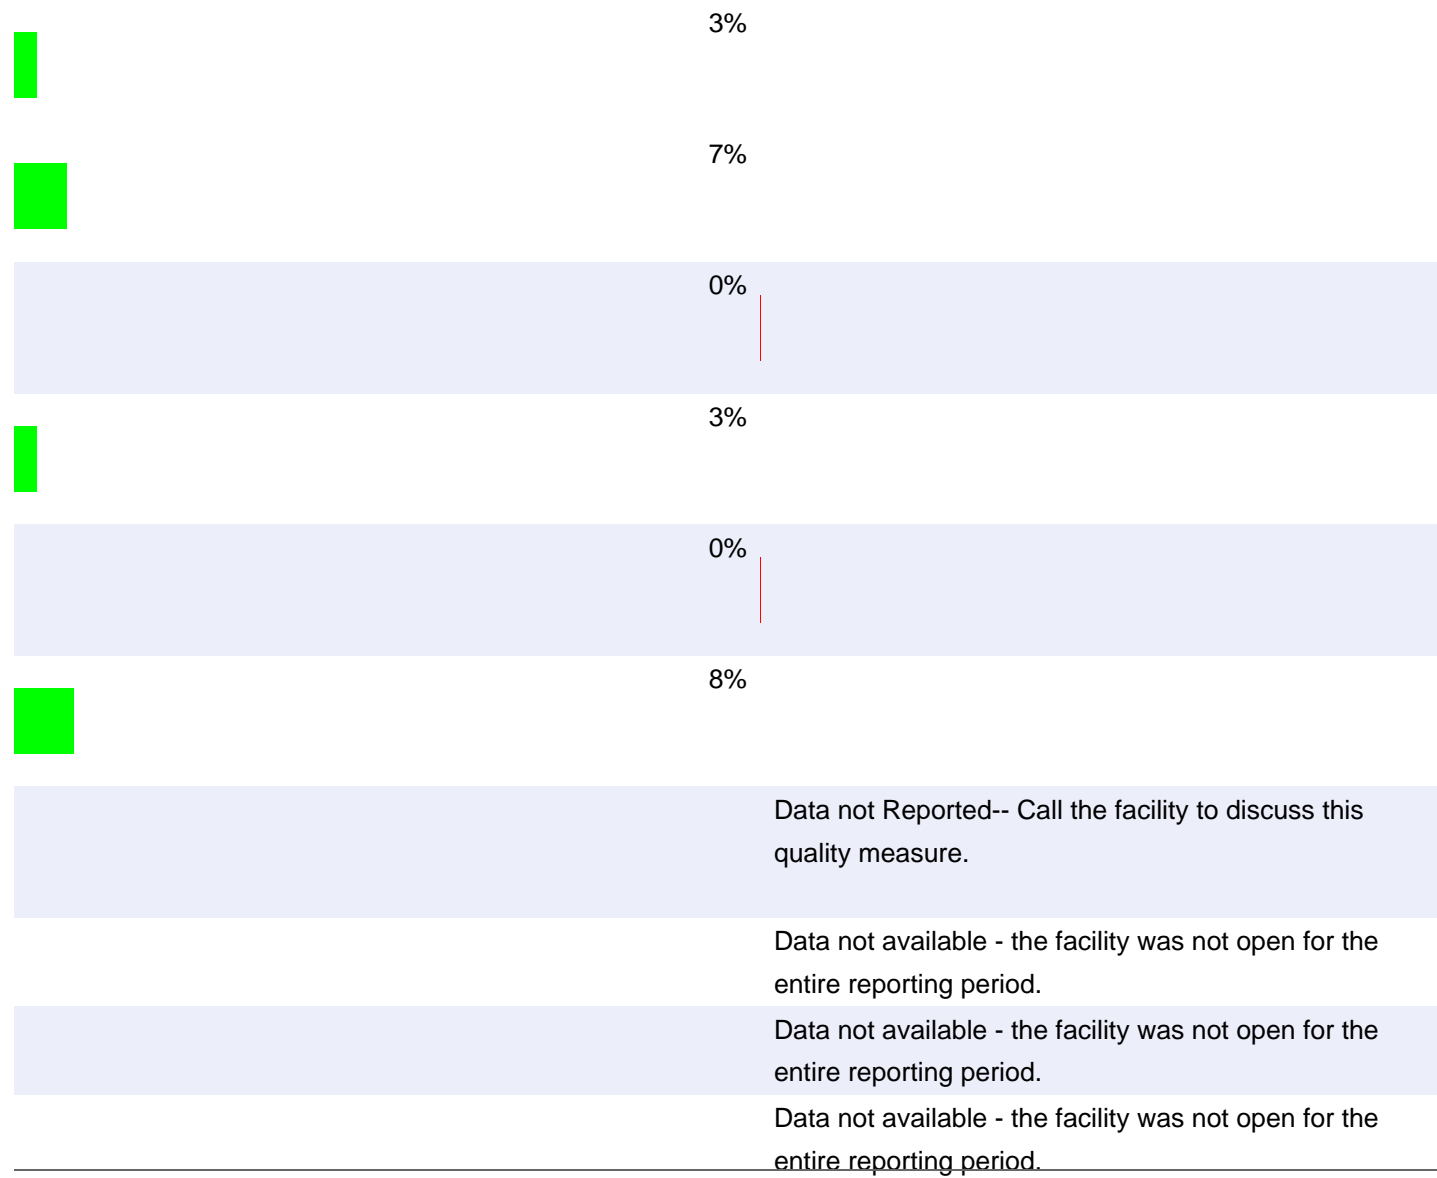 3%
7%
0%
3%
0%
8%
Data not Reported-- Call the facility to discuss this
quality measure.
Data not available - the facility was not open for the
entire reporting period.
Data not available - the facility was not open for the
entire reporting period.
Data not available - the facility was not open for the
entire reporting period.